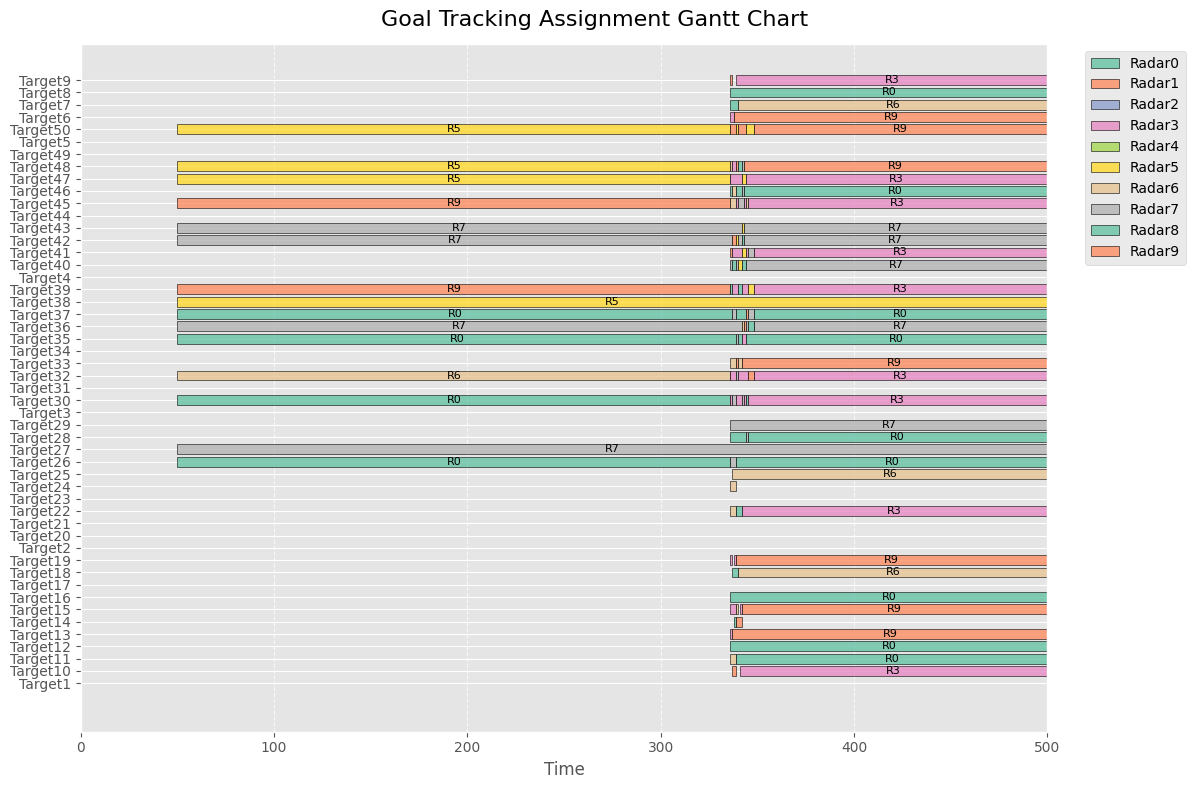 Goal Tracking Assignment Gantt Chart
Radar0
Radar1
Radar2
Radar3
Radar4
Radar5
Radar6
Radar7
Radar8
Radar9
Target9 R3
Target8 R0
Target7 R6
Target6 R9
Target50 R5 R9
Target5
Target49
Target48 R5 R9
Target47 R5 R3
Target46 R0
Target45 R9 R3
Target44
Target43 R7 R7
Target42 R7 R7
Target41 R3
Target40 R7
Target4
Target39 R9 R3
Target38 R5
Target37 R0 R0
Target36 R7 R7
Target35 R0 R0
Target34
Target33 R9
Target32 R6 R3
Target31
Target30 R0 R3
Target3
Target29 R7
Target28 R0
Target27 R7
Target26 R0 R0
Target25 R6
Target24
Target23
Target22 R3
Target21
Target20
Target2
Target19 R9
Target18 R6
Target17
Target16 R0
Target15 R9
Target14
Target13 R9
Target12 R0
Target11 R0
Target10 R3
Target1
0 100 200 300 400 500
Time